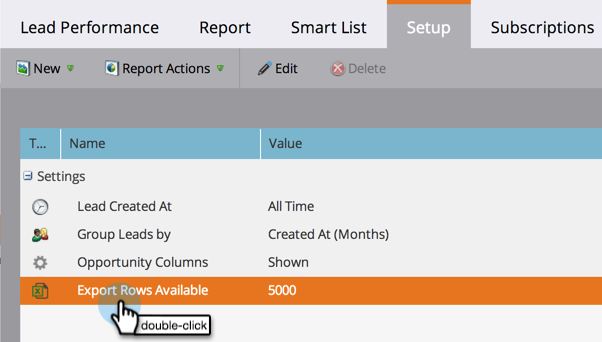 Lead Performance Report Smart List Setup Subscriptions
New Report Actions Edit Delete
T... Name Value
Settings
Lead Created At All Time
Group Leads by Created At (Months)
Opportunity Columns Shown
Export Rows Available 5000
double-click